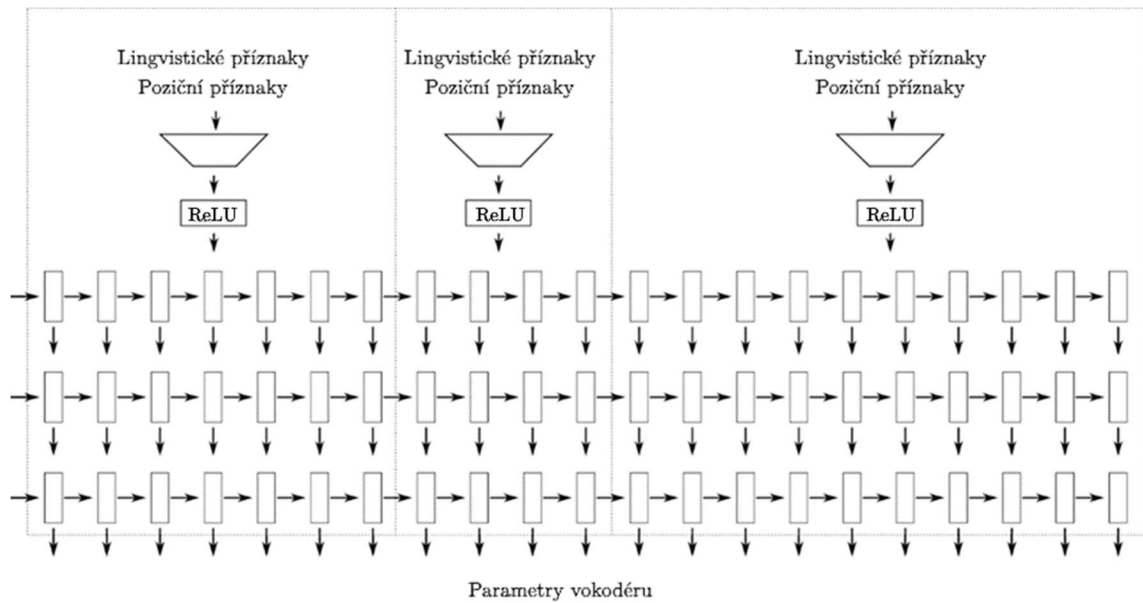 Lingvistické příznaky
Poziční příznaky
ReLU
Lingvistické příznaky
Poziční příznaky
ReLU
Lingvistické příznaky
Poziční příznaky
ReLU
Parametry vokodéru